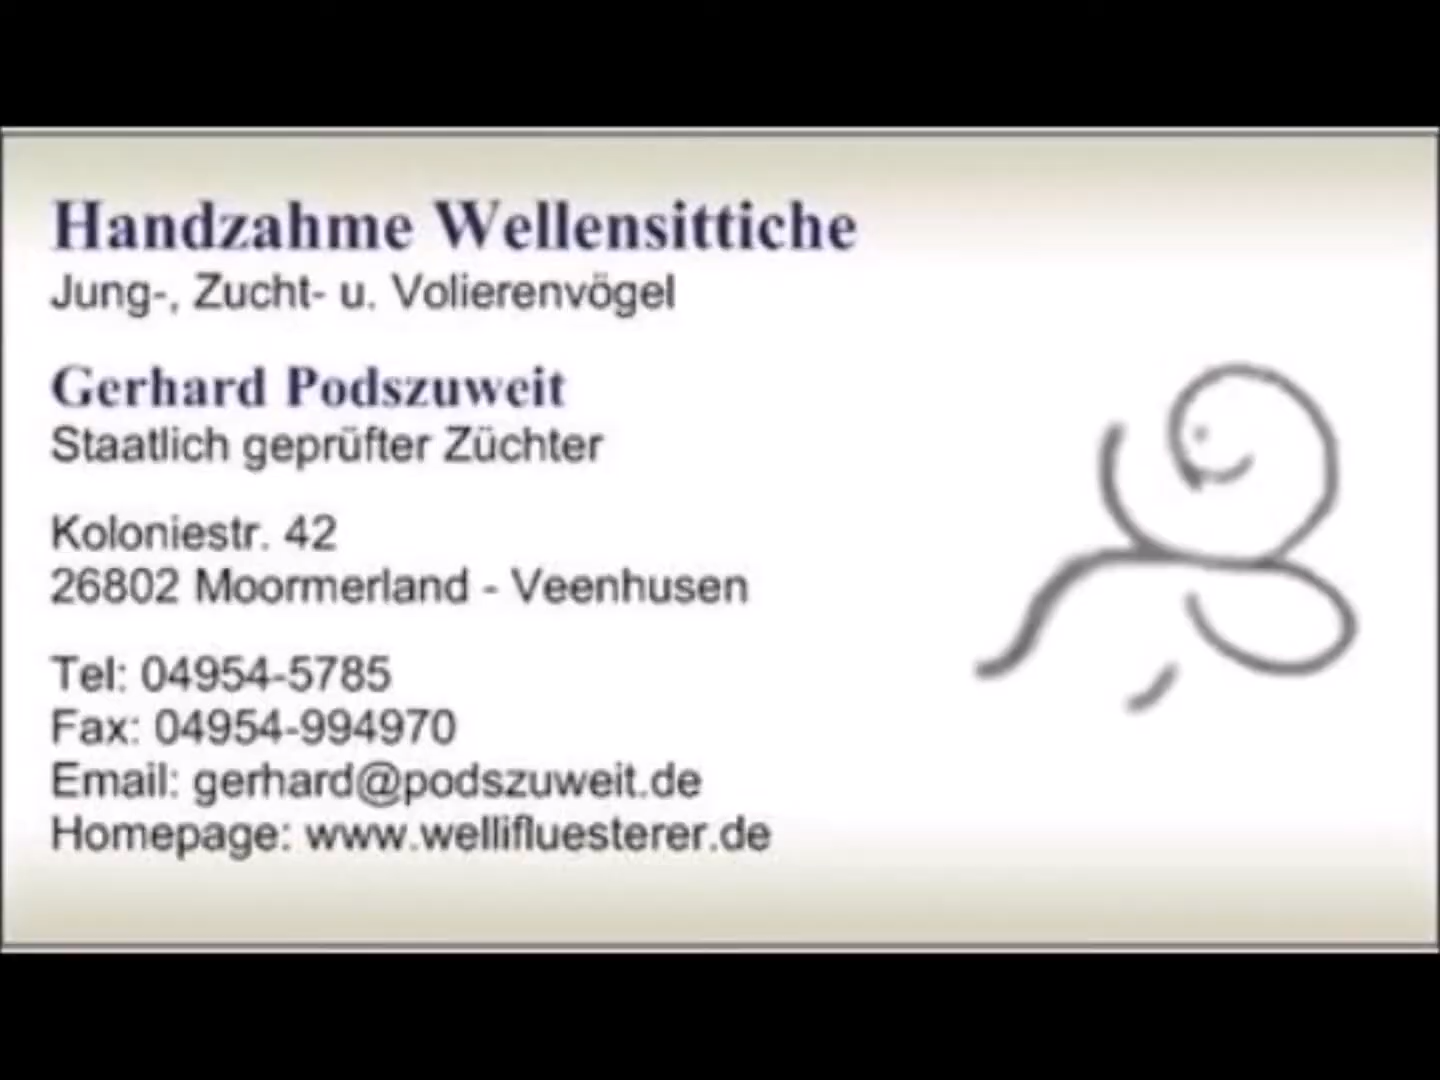 Handzahme Wellensittiche
Jung-, Zucht- u. Volierenvögel
Gerhard Podszuweit
Staatlich geprüfter Züchter
Koloniestr. 42
26802 Moormerland - Veenhusen
Tel: 04954-5785
Fax: 04954-994970
Email: gerhard@podszuweit.de
Homepage: www.wellifluesterer.de